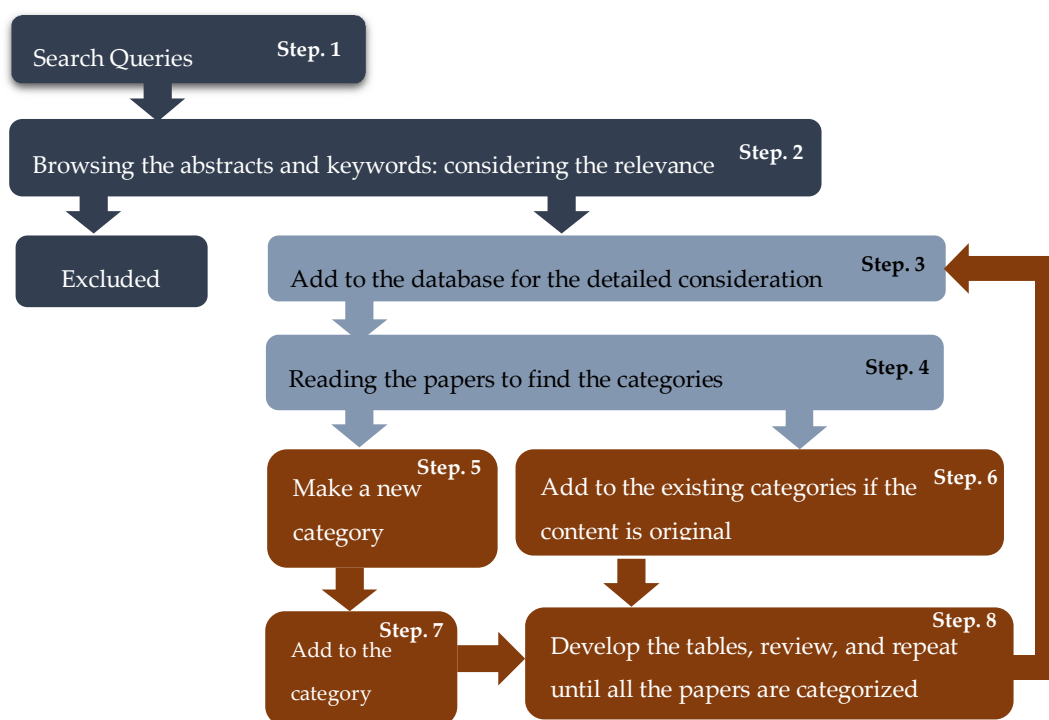 Search Queries
Step. 1
Browsing the abstracts and keywords: considering the relevance
Step. 2
Excluded
Add to the database for the detailed consideration
Step. 3
Reading the papers to find the categories
Step. 4
Step. 5
Make a new
category
Step. 6
Add to the existing categories if the
content is original
Step. 7
Add to the
category
Step. 8
Develop the tables, review, and repeat
until all the papers are categorized